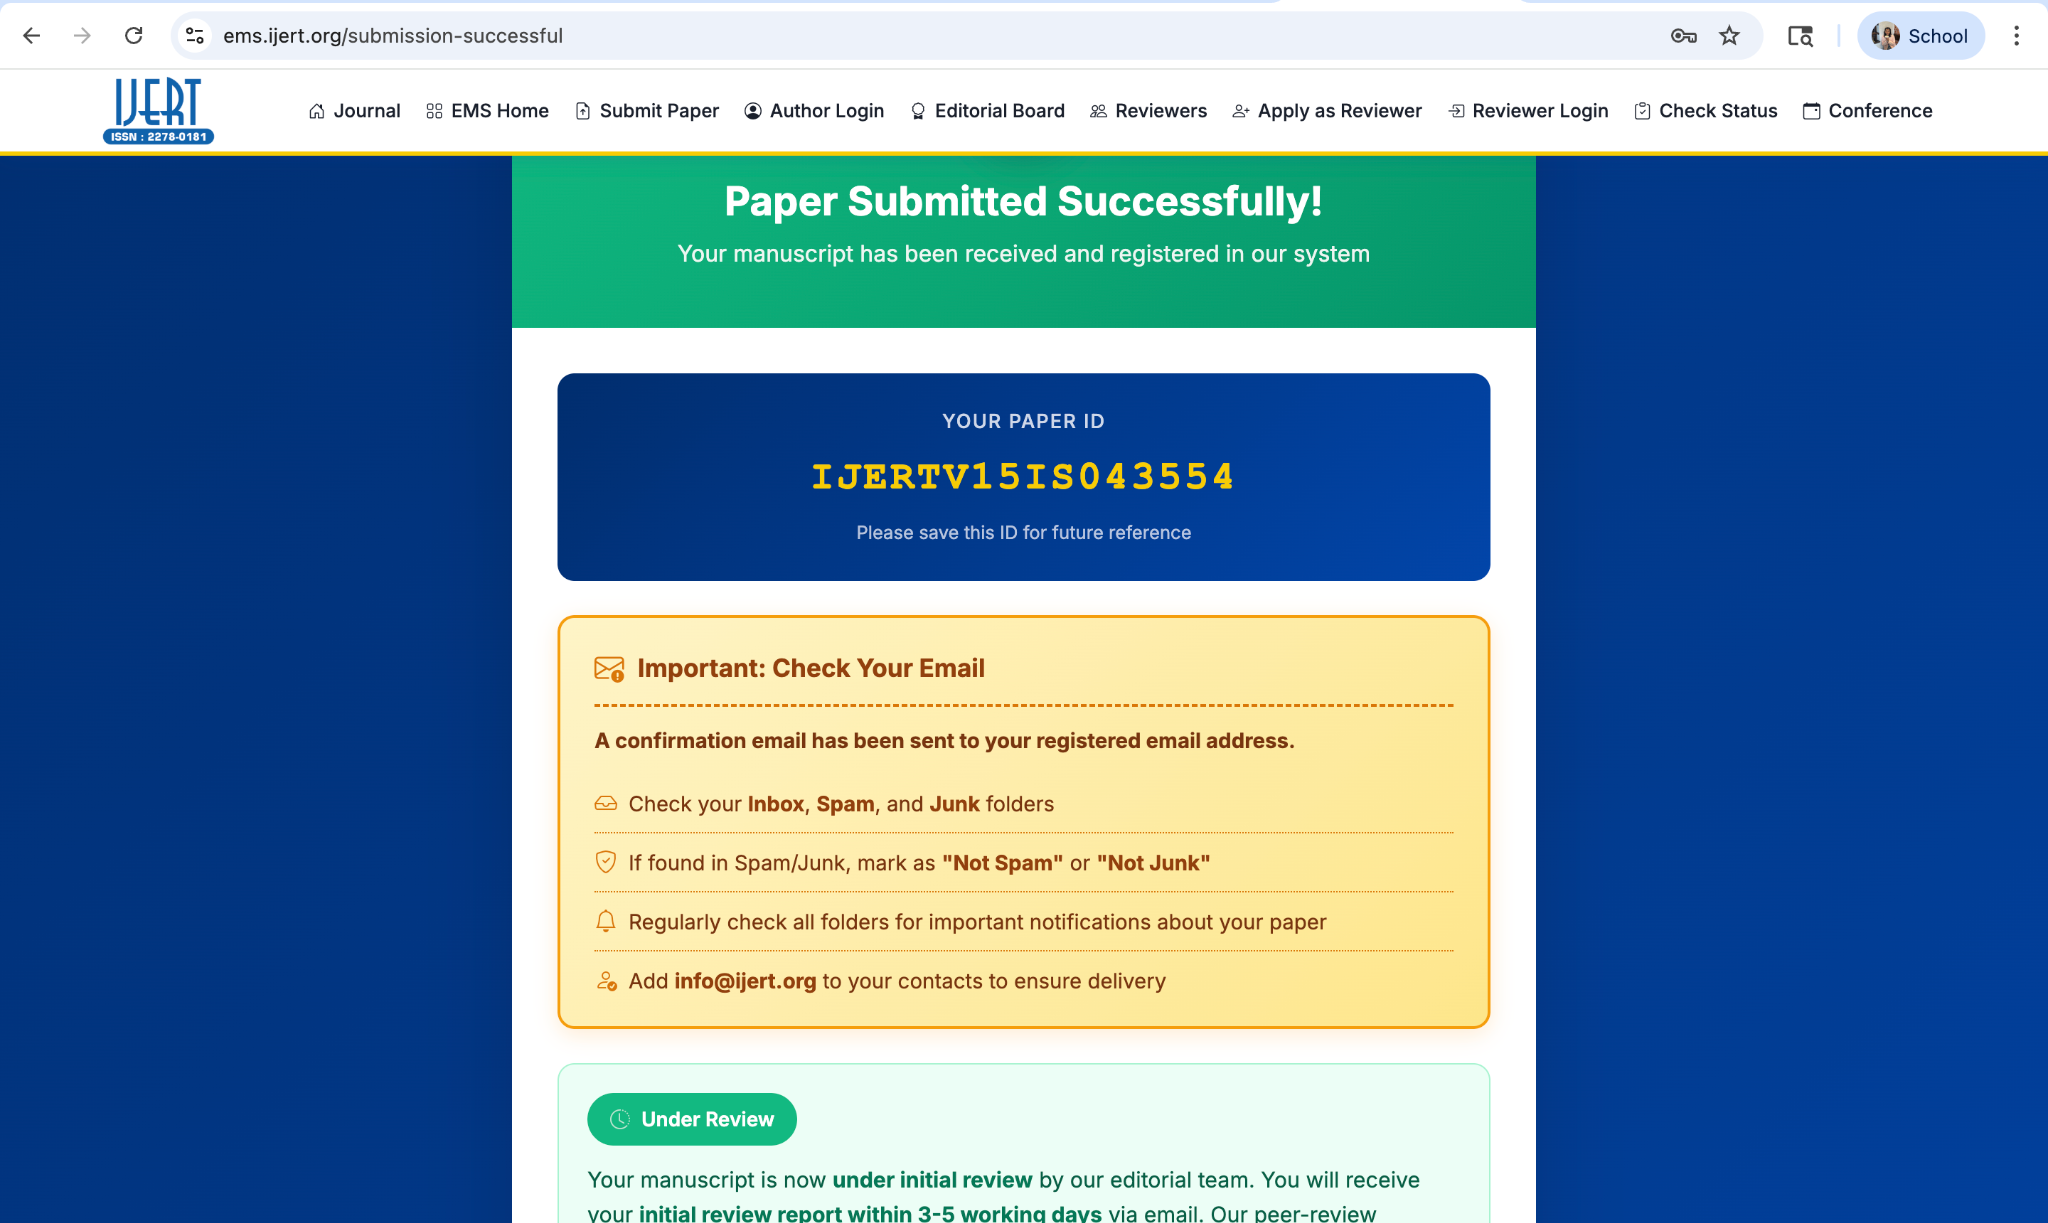 ems.ijert.org/submission-successful
School
IJERT
ISSN : 2278-0181
Journal
EMS Home
Submit Paper
Author Login
Editorial Board
Reviewers
Apply as Reviewer
Reviewer Login
Check Status
Conference
Paper Submitted Successfully!
Your manuscript has been received and registered in our system
YOUR PAPER ID
IJERTV15IS043554
Please save this ID for future reference
Important: Check Your Email
A confirmation email has been sent to your registered email address.
Check your Inbox, Spam, and Junk folders
If found in Spam/Junk, mark as "Not Spam" or "Not Junk"
Regularly check all folders for important notifications about your paper
Add info@ijert.org to your contacts to ensure delivery
Under Review
Your manuscript is now under initial review by our editorial team. You will receive
your initial review report within 3-5 working days via email. Our peer-review